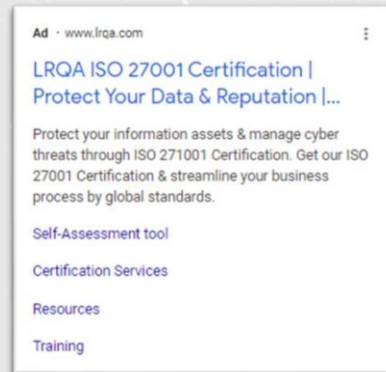 Ad · www.lrqa.com
LRQA ISO 27001 Certification |
Protect Your Data & Reputation |...
Protect your information assets & manage cyber
threats through ISO 271001 Certification. Get our ISO
27001 Certification & streamline your business
process by global standards.
Self-Assessment tool
Certification Services
Resources
Training